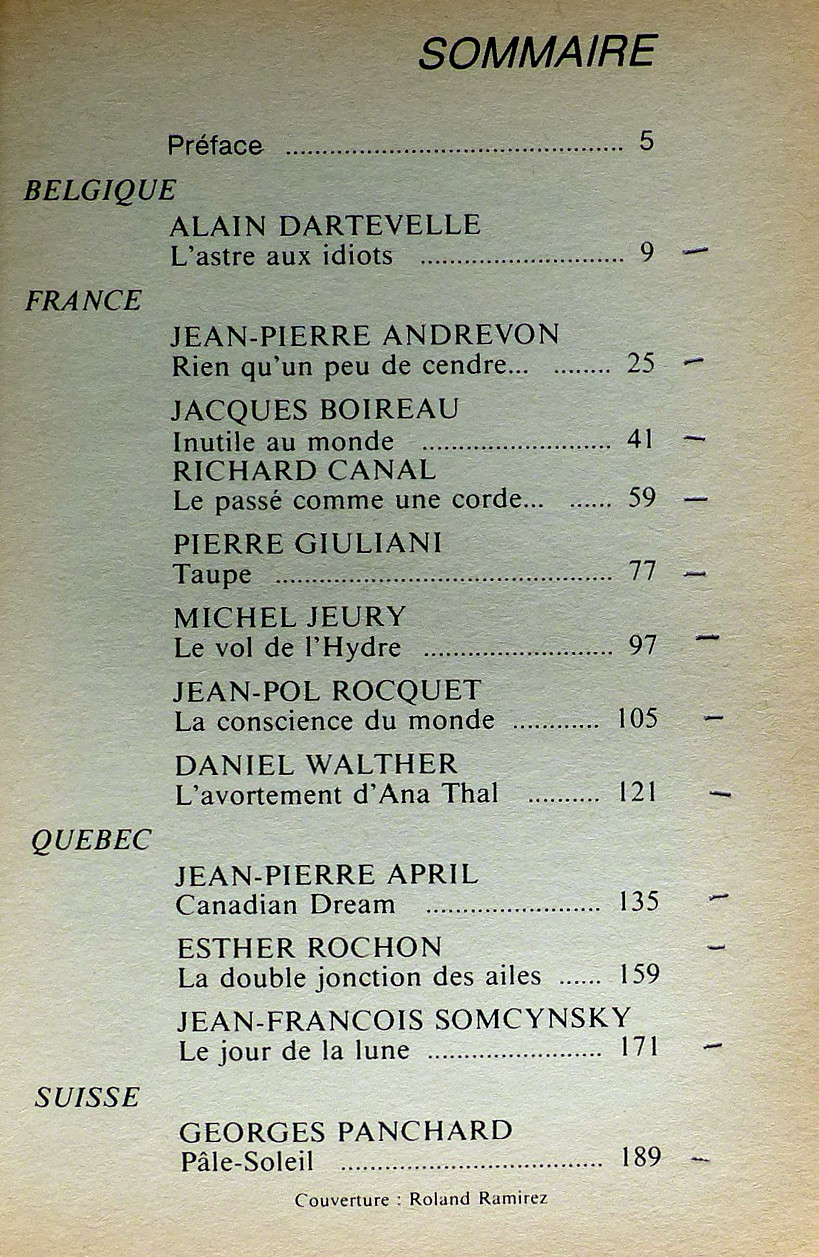 SOMMAIRE
Préface ............................................... 5
BELGIQUE
ALAIN DARTEVELLE
L'astre aux idiots ............................ 9
FRANCE
JEAN-PIERRE ANDREVON
Rien qu'un peu de cendre... ........ 25
JACQUES BOIREAU
Inutile au monde .......................... 41
RICHARD CANAL
Le passé comme une corde... ...... 59
PIERRE GIULIANI
Taupe ............................................... 77
MICHEL JEURY
Le vol de l'Hydre .......................... 97
JEAN-POL ROCQUET
La conscience du monde ............ 105
DANIEL WALTHER
L'avortement d'Ana Thal .......... 121
QUEBEC
JEAN-PIERRE APRIL
Canadian Dream ........................ 135
ESTHER ROCHON
La double jonction des ailes ...... 159
JEAN-FRANCOIS SOMCYNSKY
Le jour de la lune ........................ 171
SUISSE
GEORGES PANCHARD
Pâle-Soleil .................................... 189
Couverture : Roland Ramirez